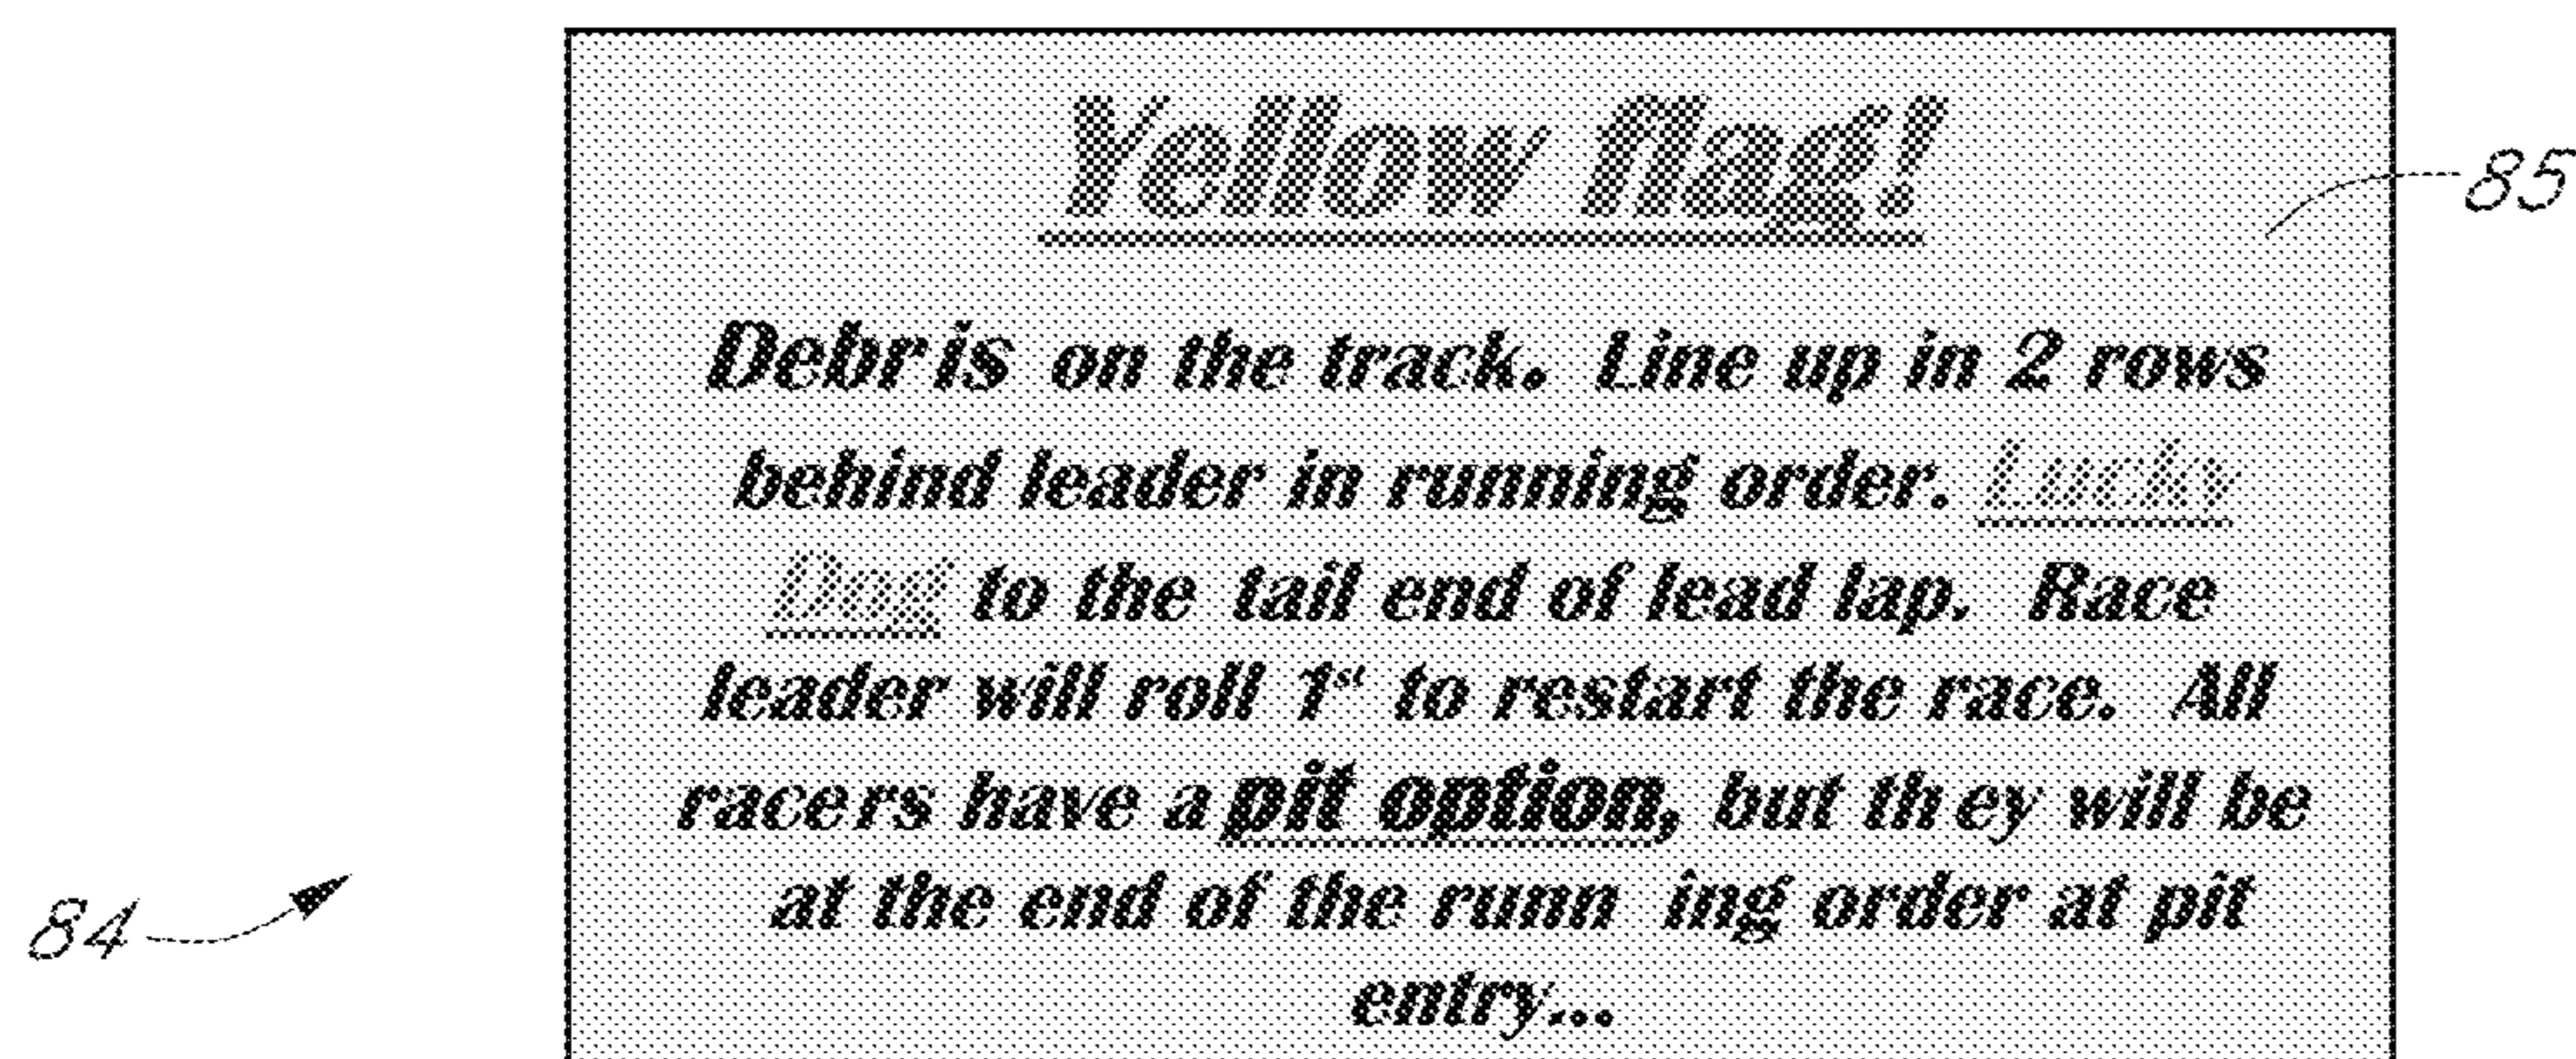 Yellow flag!
85
Debris on the track. Line up in 2 rows
behind leader in running order. Lucky
Dog to the tail end of lead lap. Race
leader will roll 1st to restart the race. All
racers have a pit option, but they will be
84
at the end of the runn ing order at pit
entry...